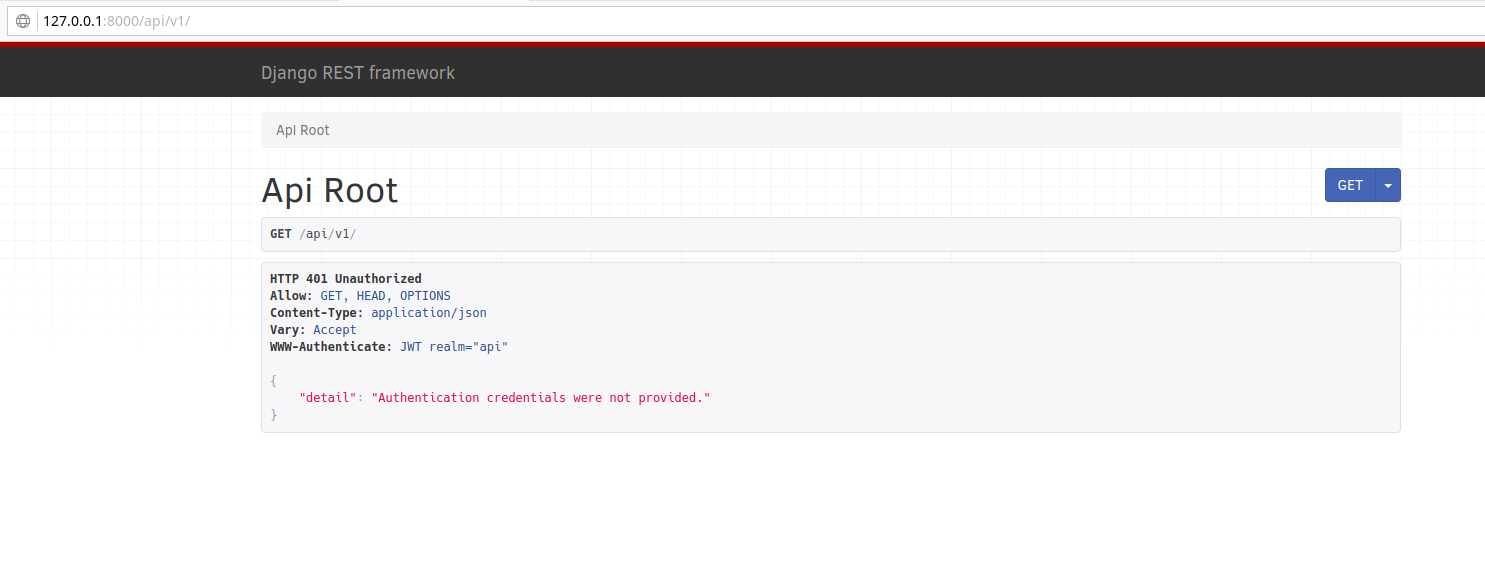 127.0.0.1:8000/api/v1/
Django REST framework
Api Root
Api Root
GET
GET /api/v1/
HTTP 401 Unauthorized
Allow: GET, HEAD, OPTIONS
Content-Type: application/json
Vary: Accept
WWW-Authenticate: JWT realm="api"
{
"detail": "Authentication credentials were not provided."
}